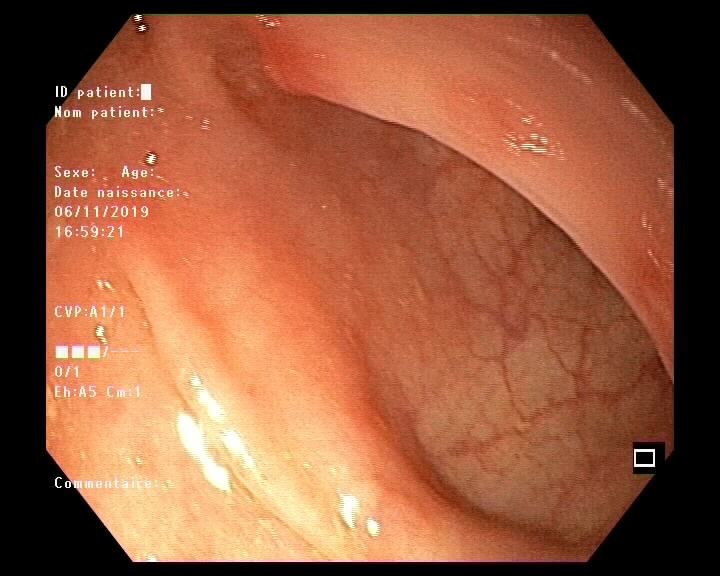 ID patient:
Nom patient:
Sexe: Age:
Date naissance:
06/11/2019
16:59:21
CVP:A1/1
■■■/---
0/1
Eh:A5 Cm:1
Commentaire: